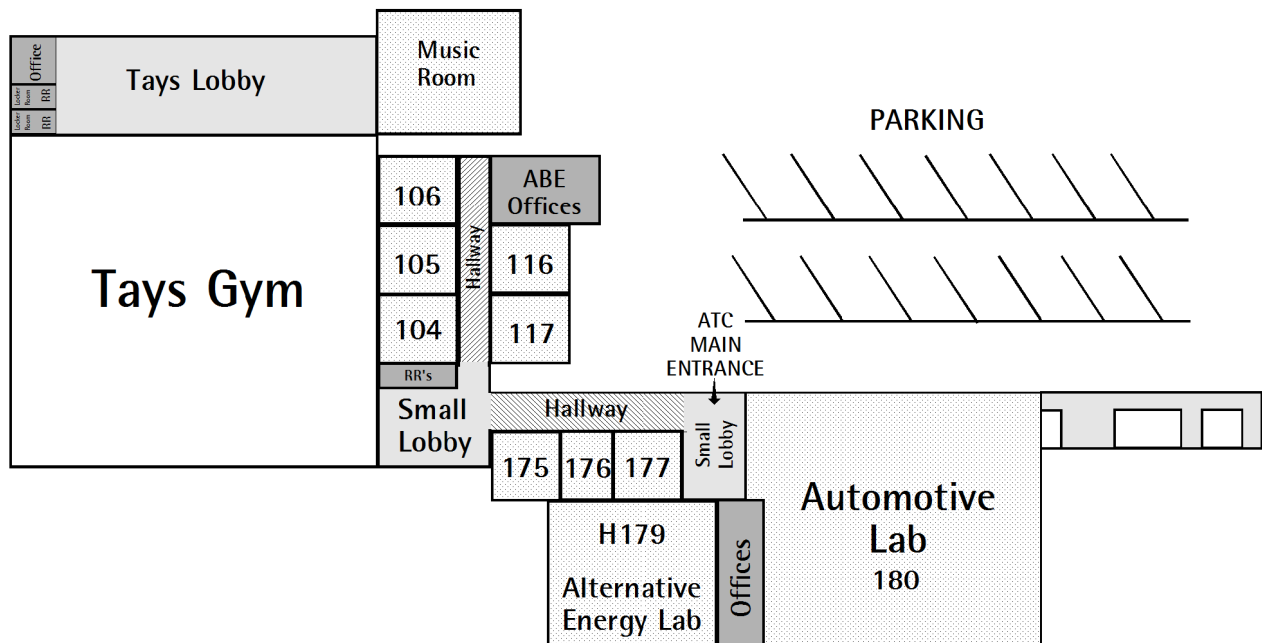 Office
Locker
Room
RR
Locker
Room
RR
Tays Lobby
Music
Room
PARKING
106
Hallway
ABE
Offices
105
116
Tays Gym
104
117
ATC
MAIN
ENTRANCE
RR's
Small
Lobby
Hallway
Small
Lobby
175
176
177
H179
Alternative
Energy Lab
Offices
Automotive
Lab
180